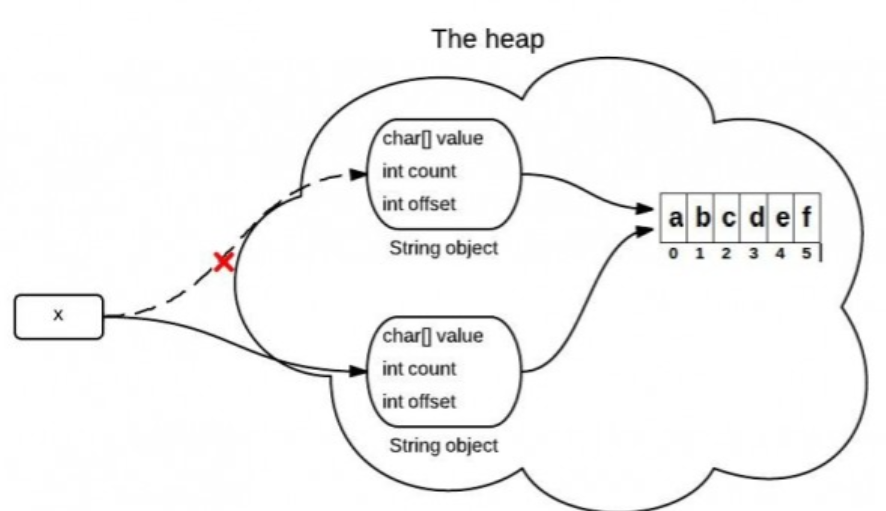 The heap
char[] value
int count
int offset
String object
a b c d e f
0 1 2 3 4 5
x
char[] value
int count
int offset
String object